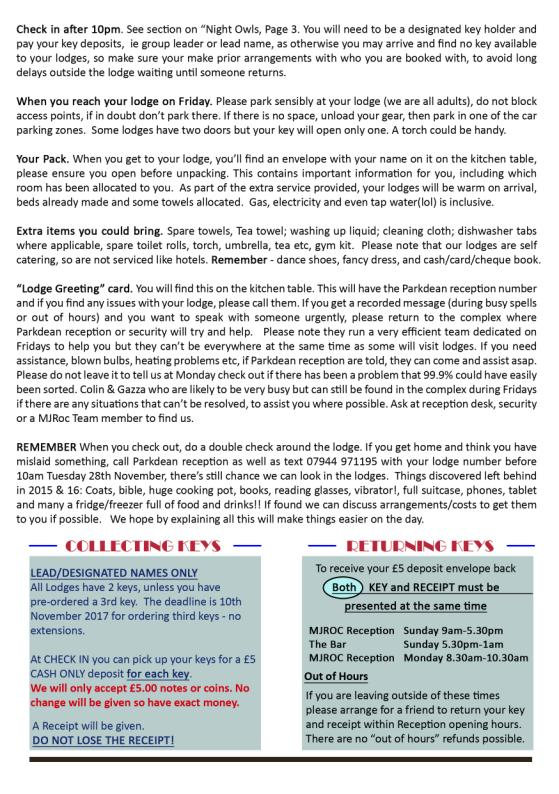 Check in after 10pm. See section on “Night Owls, Page 3. You will need to be a designated key holder and
pay your key deposits,  ie group leader or lead name, as otherwise you may arrive and find no key available
to your lodges, so make sure your make prior arrangements with who you are booked with, to avoid long
delays outside the lodge waiting until someone returns.
When you reach your lodge on Friday. Please park sensibly at your lodge (we are all adults), do not block
access points, if in doubt don't park there. If there is no space, unload your gear, then park in one of the car
parking zones.  Some lodges have two doors but your key will open only one. A torch could be handy.
Your Pack. When you get to your lodge, you’ll find an envelope with your name on it on the kitchen table,
please ensure you open before unpacking. This contains important information for you, including which
room has been allocated to you.  As part of the extra service provided, your lodges will be warm on arrival,
beds already made and some towels allocated.  Gas, electricity and even tap water(lol) is inclusive.
Extra items you could bring. Spare towels, Tea towel; washing up liquid; cleaning cloth; dishwasher tabs
where applicable, spare toilet rolls, torch, umbrella, tea etc, gym kit.  Please note that our lodges are self
catering, so are not serviced like hotels. Remember - dance shoes, fancy dress, and cash/card/cheque book.
“Lodge Greeting” card. You will find this on the kitchen table. This will have the Parkdean reception number
and if you find any issues with your lodge, please call them. If you get a recorded message (during busy spells
or out of hours) and you want to speak with someone urgently, please return to the complex where
Parkdean reception or security will try and help.   Please note they run a very efficient team dedicated on
Fridays to help you but they can’t be everywhere at the same time as some will visit lodges. If you need
assistance, blown bulbs, heating problems etc, if Parkdean reception are told, they can come and assist asap.
Please do not leave it to tell us at Monday check out if there has been a problem that 99.9% could have easily
been sorted. Colin & Gazza who are likely to be very busy but can still be found in the complex during Fridays
if there are any situations that can’t be resolved, to assist you where possible. Ask at reception desk, security
or a MJRoc Team member to find us.
REMEMBER When you check out, do a double check around the lodge. If you get home and think you have
mislaid something, call Parkdean reception as well as text 07944 971195 with your lodge number before
10am Tuesday 28th November, there’s still chance we can look in the lodges.  Things discovered left behind
in 2015 & 16: Coats, bible, huge cooking pot, books, reading glasses, vibrator!, full suitcase, phones, tablet
and many a fridge/freezer full of food and drinks!! If found we can discuss arrangements/costs to get them
to you if possible.   We hope by explaining all this will make things easier on the day.
COLLECTING KEYS
LEAD/DESIGNATED NAMES ONLY
All Lodges have 2 keys, unless you have
pre-ordered a 3rd key.  The deadline is 10th
November 2017 for ordering third keys - no
extensions.
At CHECK IN you can pick up your keys for a £5
CASH ONLY deposit for each key.
We will only accept £5.00 notes or coins. No
change will be given so have exact money.
A Receipt will be given.
DO NOT LOSE THE RECEIPT!
RETURNING KEYS
To receive your £5 deposit envelope back
Both KEY and RECEIPT must be
presented at the same time
MJROC Reception Sunday 9am-5.30pm
The Bar Sunday 5.30pm-1am
MJROC Reception Monday 8.30am-10.30am
Out of Hours
If you are leaving outside of these times
please arrange for a friend to return your key
and receipt within Reception opening hours.
There are no “out of hours” refunds possible.